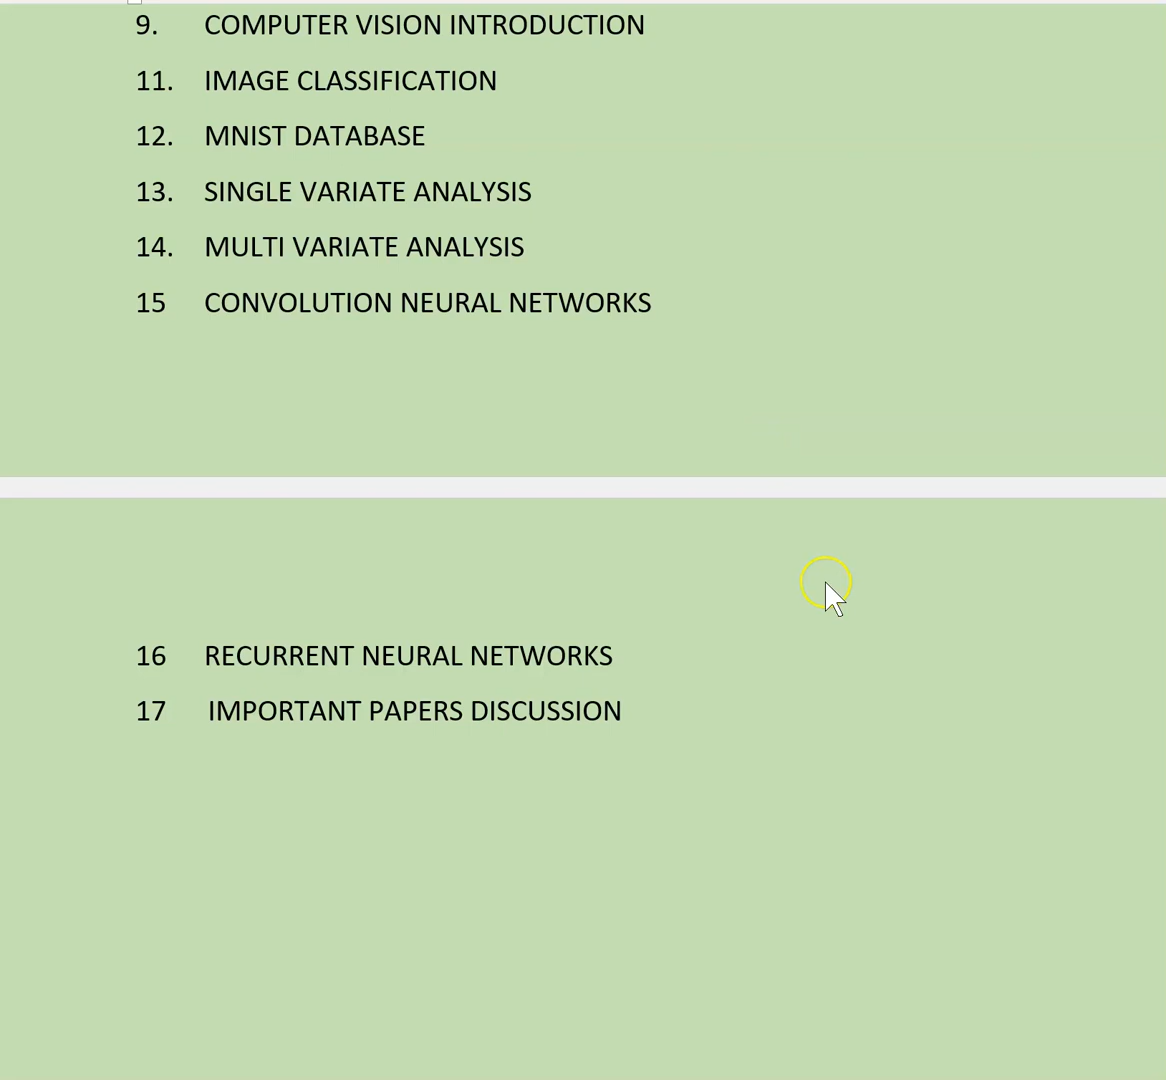 9. COMPUTER VISION INTRODUCTION
11. IMAGE CLASSIFICATION
12. MNIST DATABASE
13. SINGLE VARIATE ANALYSIS
14. MULTI VARIATE ANALYSIS
15 CONVOLUTION NEURAL NETWORKS
16 RECURRENT NEURAL NETWORKS
17 IMPORTANT PAPERS DISCUSSION